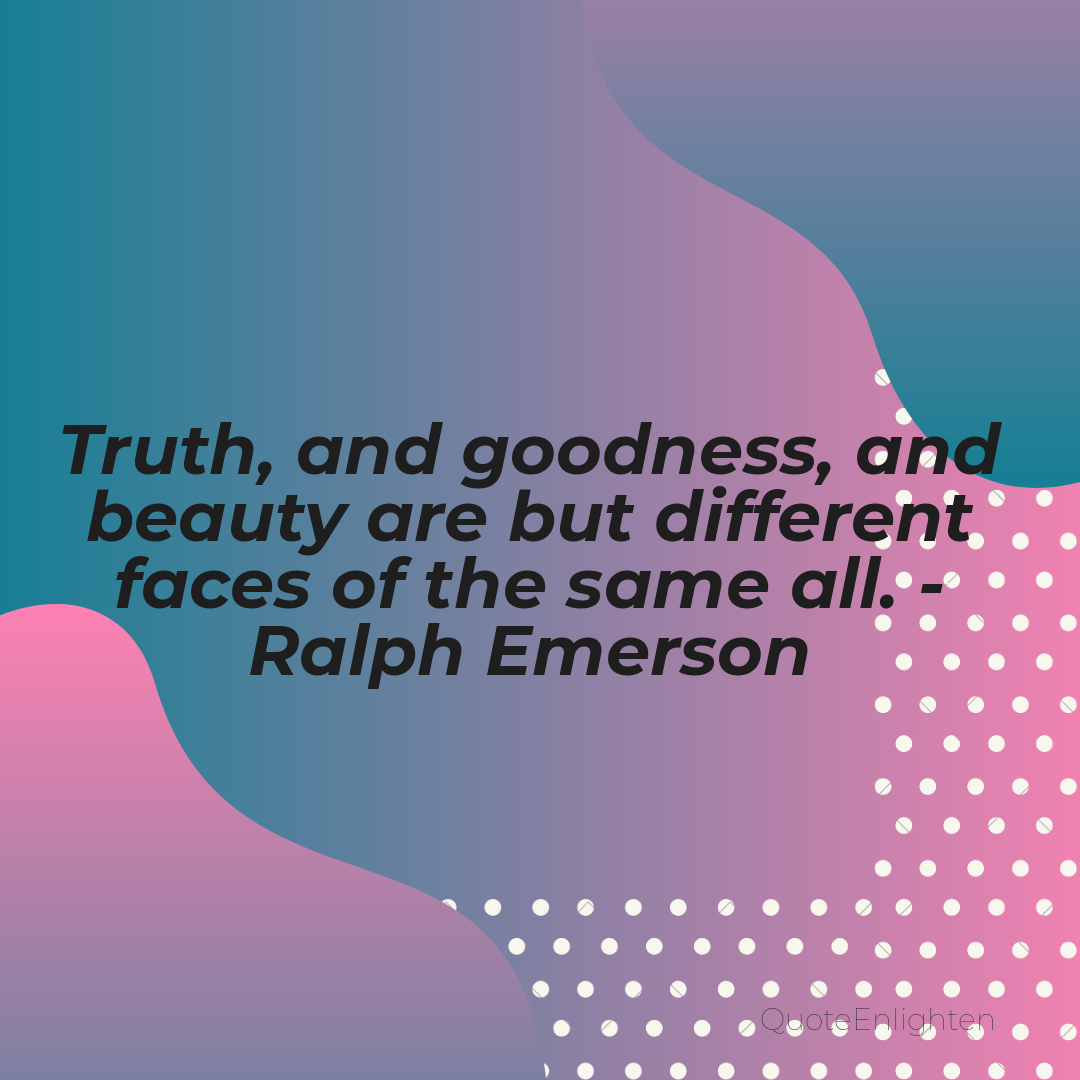 Truth, and goodness, and
beauty are but different
faces of the same all. -
Ralph Emerson
QuoteEnlighten